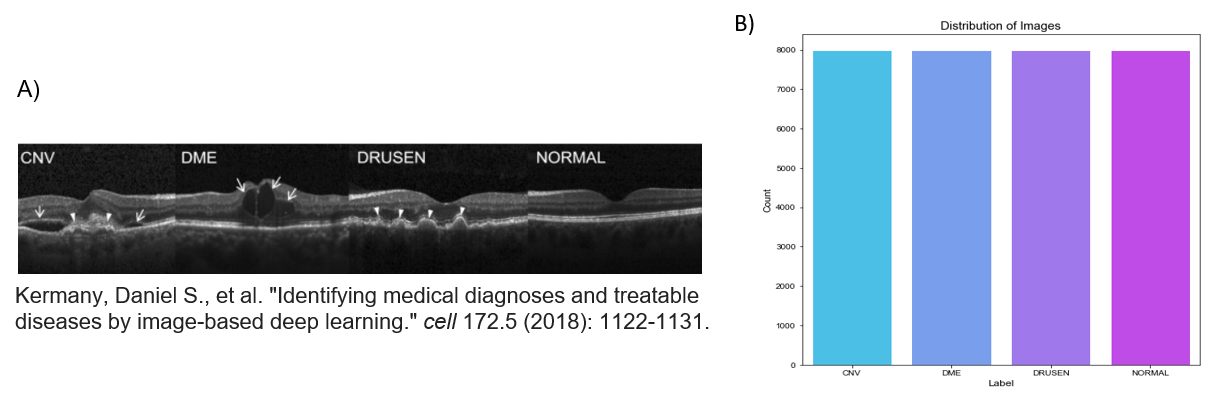 A)
CNV
DME
DRUSEN
NORMAL
Kermany, Daniel S., et al. "Identifying medical diagnoses and treatable
diseases by image-based deep learning." cell 172.5 (2018): 1122-1131.
B)
Distribution of Images
Count
8000
7000
6000
5000
4000
3000
2000
1000
0
CNV
DME
DRUSEN
NORMAL
Label